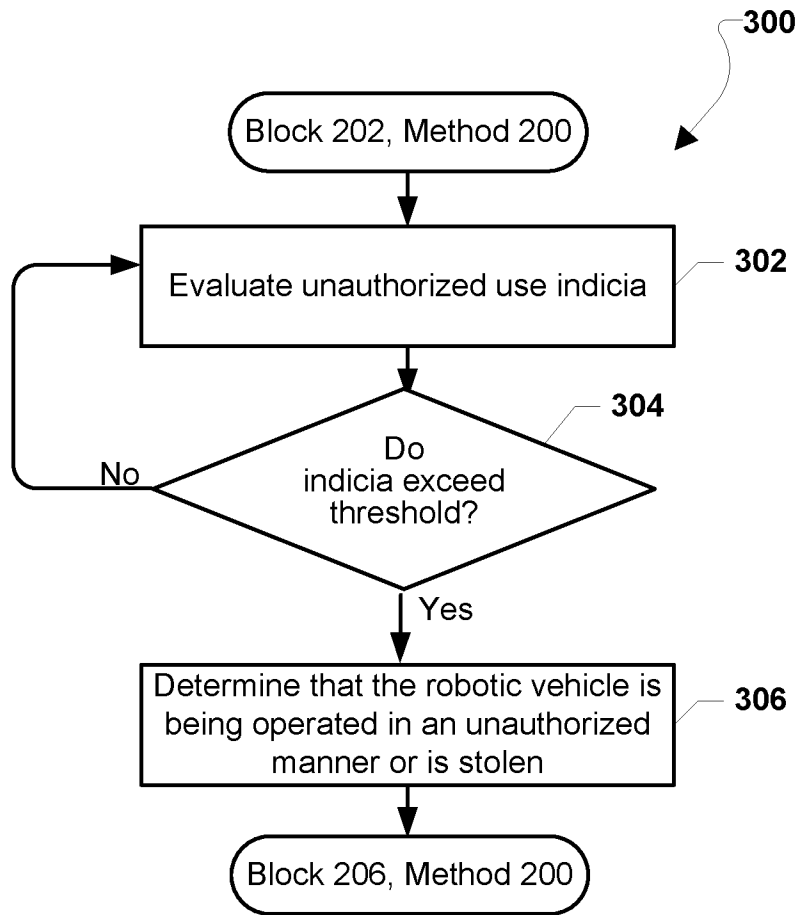 300
Block 202, Method 200
Evaluate unauthorized use indicia
302
304
Do
indicia exceed
threshold?
No
Yes
Determine that the robotic vehicle is
being operated in an unauthorized
manner or is stolen
306
Block 206, Method 200